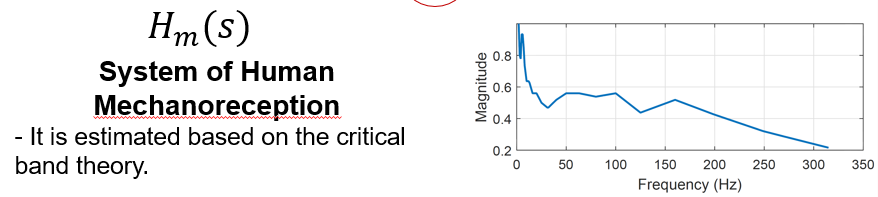 Hm(s)
System of Human
Mechanoreception
- It is estimated based on the critical
band theory.
Magnitude
0.8
0.6
0.4
0.2
0 50 100 150 200 250 300 350
Frequency (Hz)